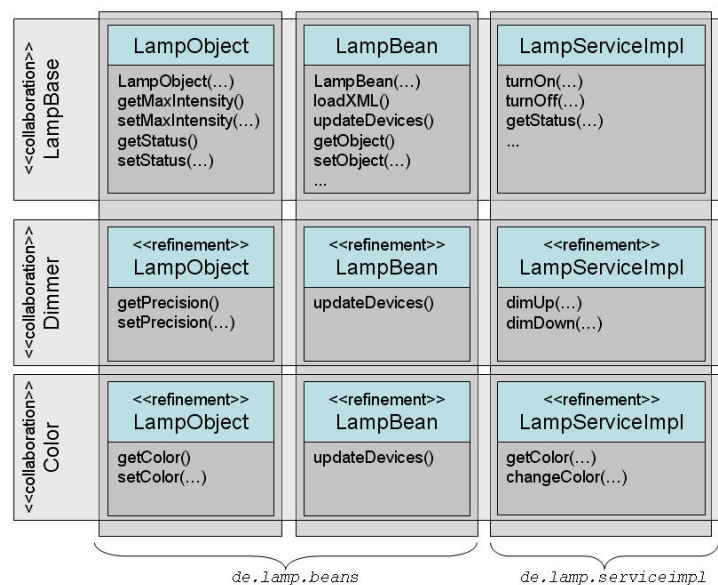 <<collaboration>>
LampBase
LampObject
LampObject(…)
getMaxIntensity()
setMaxIntensity(…)
getStatus()
setStatus(…)
LampBean
LampBean(…)
loadXML()
updateDevices()
getObject()
setObject(…)
...
LampServiceImpl
turnOn(…)
turnOff(…)
getStatus(…)
...
<<collaboration>>
Dimmer
<<refinement>>
LampObject
getPrecision()
setPrecision(…)
<<refinement>>
LampBean
updateDevices()
<<refinement>>
LampServiceImpl
dimUp(…)
dimDown(…)
<<collaboration>>
Color
<<refinement>>
LampObject
getColor()
setColor(…)
<<refinement>>
LampBean
updateDevices()
<<refinement>>
LampServiceImpl
getColor(…)
changeColor(…)
de.lamp.beans
de.lamp.serviceimpl